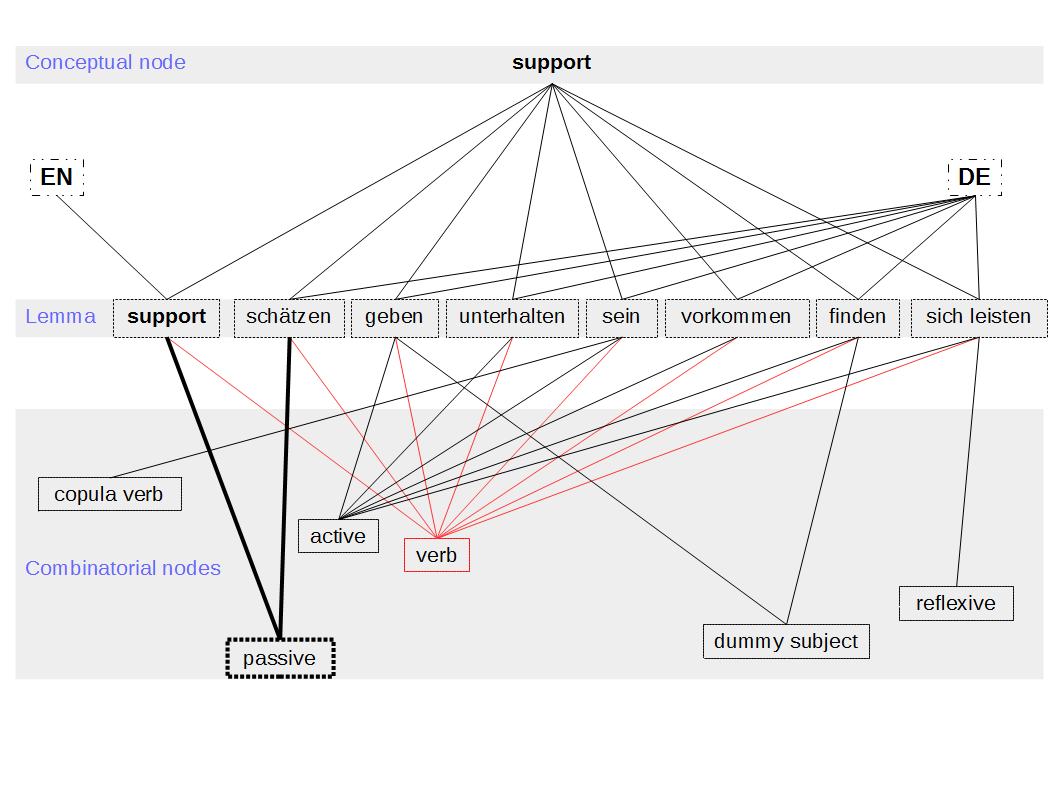 Conceptual node
support
EN
DE
Lemma
support
schätzen
geben
unterhalten
sein
vorkommen
finden
sich leisten
copula verb
active
verb
Combinatorial nodes
reflexive
dummy subject
passive